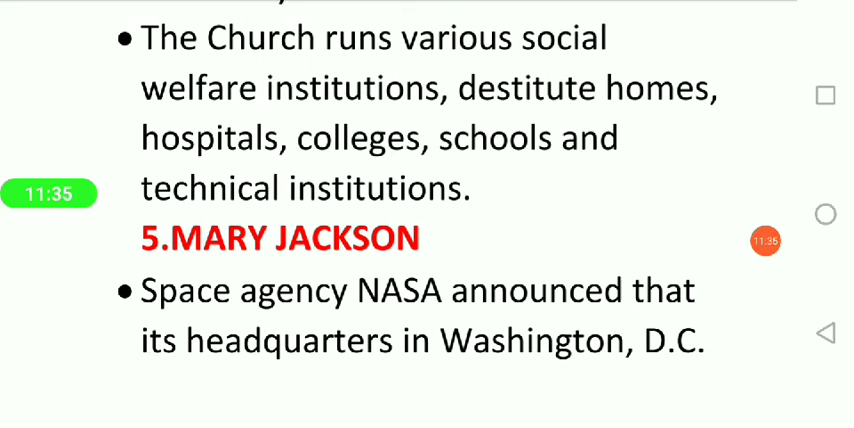 • The Church runs various social
welfare institutions, destitute homes,
hospitals, colleges, schools and
technical institutions.
11:35
5.MARY JACKSON
11:35
• Space agency NASA announced that
its headquarters in Washington, D.C.